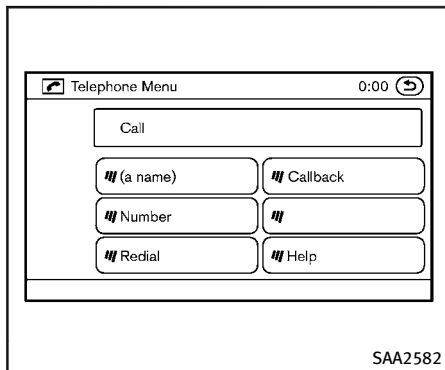 Telephone Menu 0:00
Call
(a name) Callback
Number
Redial Help
SAA2582